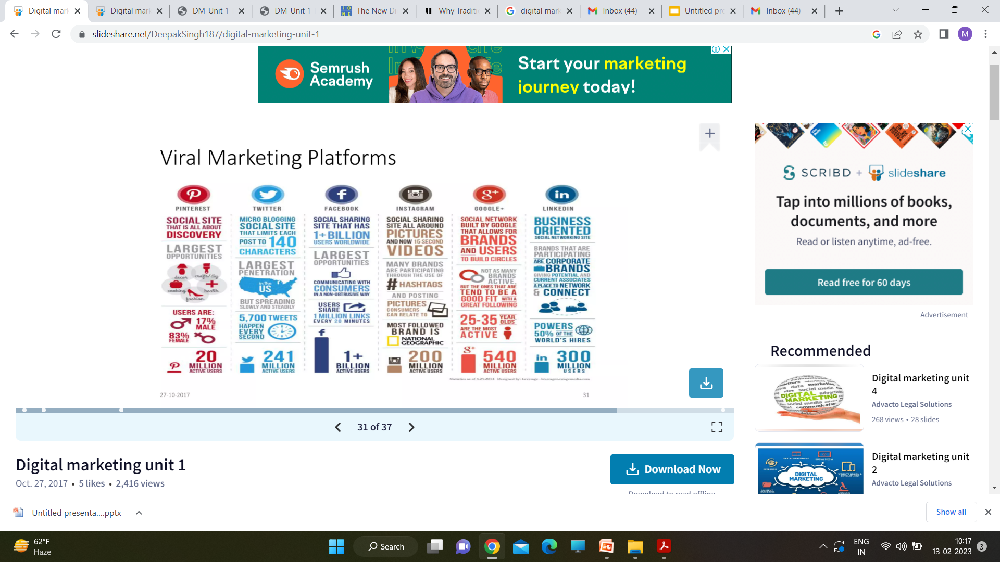 Digital mark
Digital mark
DM-Unit 1-
DM-Unit 1-
The New Di
Why Traditi
digital mark
Inbox (44) -
Untitled pre
Inbox (44) -
slideshare.net/DeepakSingh187/digital-marketing-unit-1
M
Semrush
Academy
Start your marketing
journey today!
Viral Marketing Platforms
PINTEREST
SOCIAL SITE
THAT IS ALL ABOUT
DISCOVERY
LARGEST
OPPORTUNITIES
decor
crafts/diy
cooking
health
fashion
USERS ARE:
17%
MALE
83%
FEMALE
20
MILLION
ACTIVE USERS
TWITTER
MICRO BLOGGING
SOCIAL SITE
THAT LIMITS EACH
POST TO 140
CHARACTERS
LARGEST
PENETRATION
in the
US
BUT SPREADING
SLOWLY AND STEADILY
5,700 TWEETS
HAPPEN
EVERY
SECOND
241
MILLION
ACTIVE USERS
FACEBOOK
SOCIAL SHARING
SITE THAT HAS
1+BILLION
USERS WORLDWIDE
LARGEST
OPPORTUNITIES
COMMUNICATING WITH
CONSUMERS
IN A NON-OBTRUSIVE WAY
USERS
SHARE
1 MILLION LINKS
EVERY 20 MINUTES
1+
BILLION
ACTIVE USERS
INSTAGRAM
SOCIAL SHARING
SITE ALL AROUND
PICTURES
AND NOW 15 SECOND
VIDEOS
MANY BRANDS
ARE PARTICIPATING
THROUGH THE USE OF
# HASHTAGS
AND POSTING
PICTURES
CONSUMERS
CAN RELATE TO
MOST FOLLOWED
BRAND IS
NATIONAL
GEOGRAPHIC
200
MILLION
ACTIVE USERS
GOOGLE+
SOCIAL NETWORK
BUILT BY GOOGLE
THAT ALLOWS FOR
BRANDS
AND USERS
TO BUILD CIRCLES
NOT AS MANY
BRANDS
ACTIVE,
BUT THE ONES THAT ARE
TEND TO BE A
GOOD FIT WITH A
GREAT FOLLOWING
25-35 YEAR OLDS
ARE THE MOST
ACTIVE
g+
540
MILLION
ACTIVE USERS
LINKEDIN
BUSINESS
ORIENTED
SOCIAL NETWORKING SITE
BRANDS THAT ARE
PARTICIPATING
ARE CORPORATE
BRANDS
GIVING POTENTIAL AND
CURRENT ASSOCIATES
A PLACE TO NETWORK
& CONNECT
POWERS
50% OF THE
WORLD'S HIRES
in 300
MILLION
USERS
Statistics as of 4.25.2014 Designed by: Leverage - leveragenewagemedia.com
27-10-2017
31
31 of 37
Digital marketing unit 1
Oct. 27, 2017 • 5 likes • 2,416 views
Download Now
Download to read offline
SCRIBD + slideshare
Tap into millions of books,
documents, and more
Read or listen anytime, ad-free.
Read free for 60 days
Advertisement
Recommended
DIGITAL
MARKETING
Digital marketing unit
4
Advacto Legal Solutions
268 views • 28 slides
DIGITAL
MARKETING
Digital marketing unit
2
Advacto Legal Solutions
Untitled presenta....pptx
Show all
62°F
Haze
Search
ENG
IN
10:17
13-02-2023
3